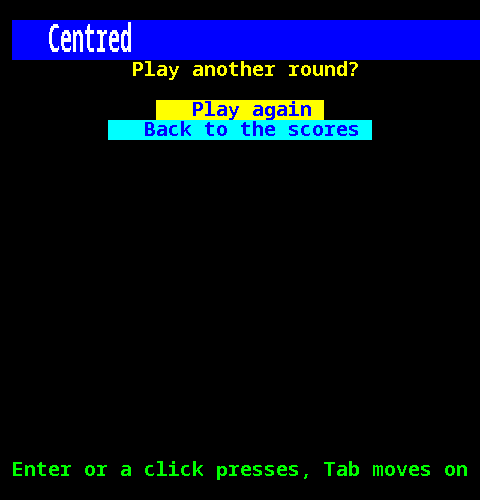 Centred
Play another round?
Play again
Back to the scores
Enter or a click presses, Tab moves on